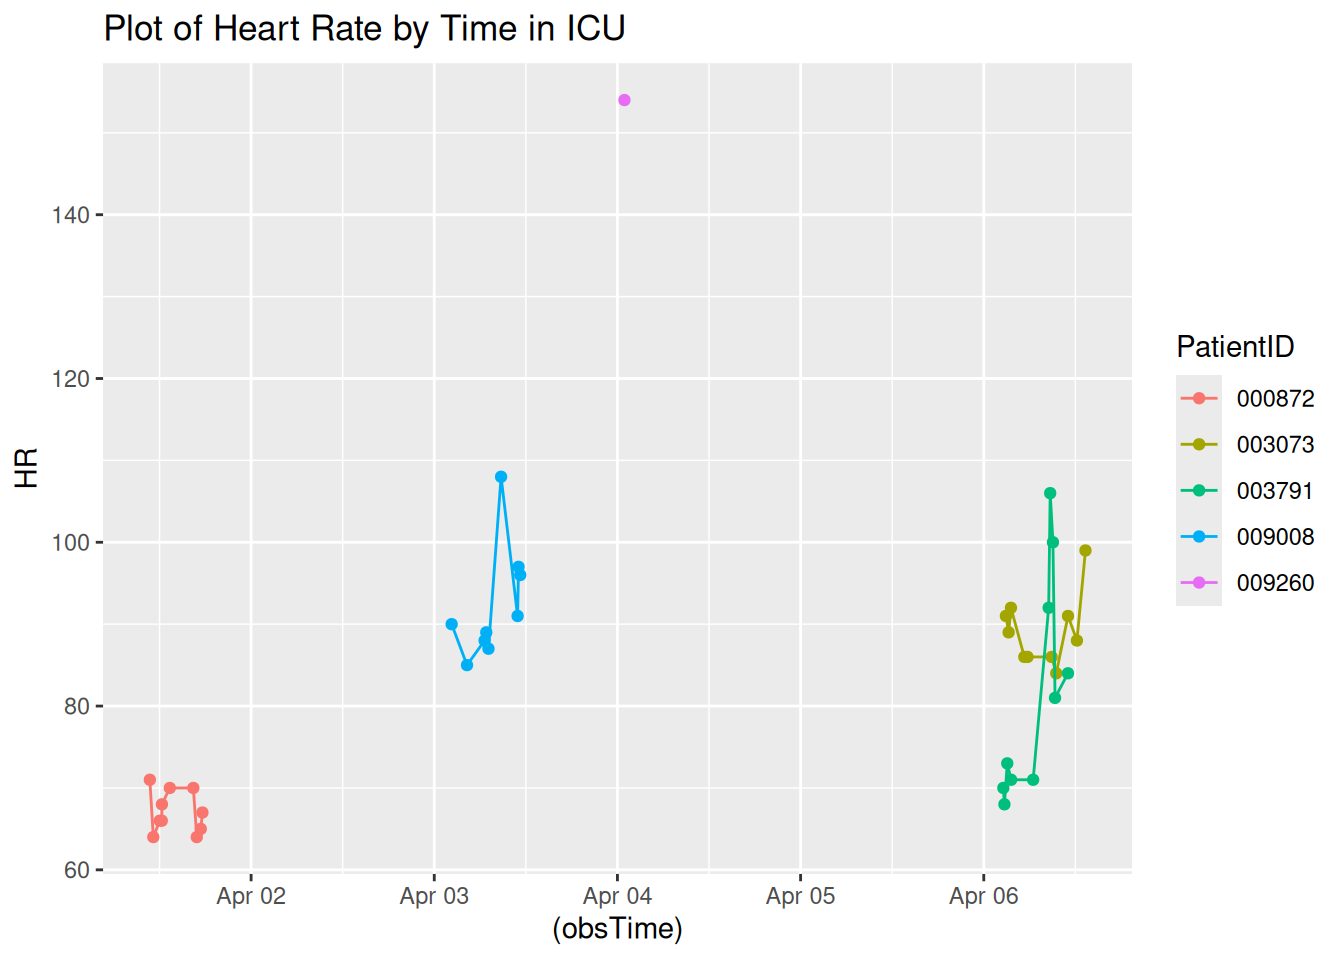 Plot of Heart Rate by Time in ICU
HR
140
120
100
80
60
Apr 02
Apr 03
Apr 04
Apr 05
Apr 06
(obsTime)
PatientID
000872
003073
003791
009008
009260